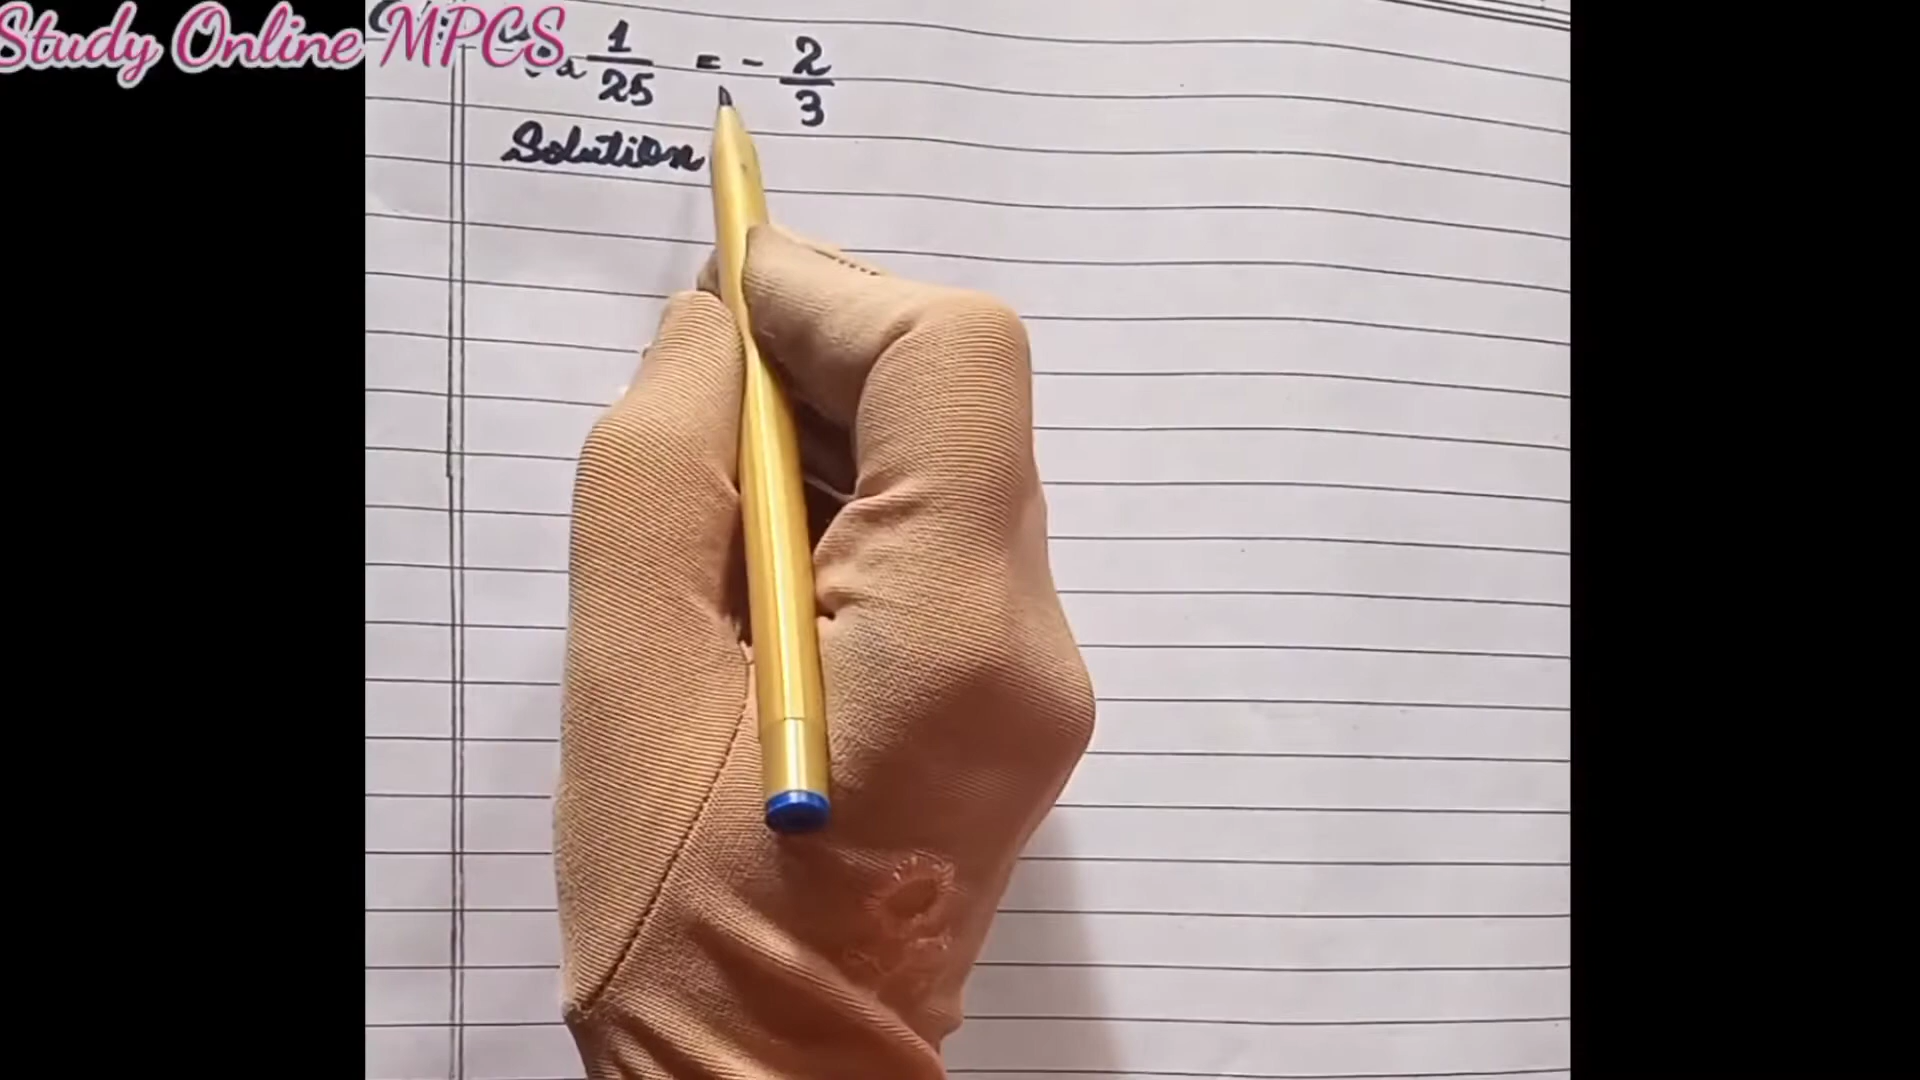 Study Online MPCS
a 1/25 = - 2/3
Solution